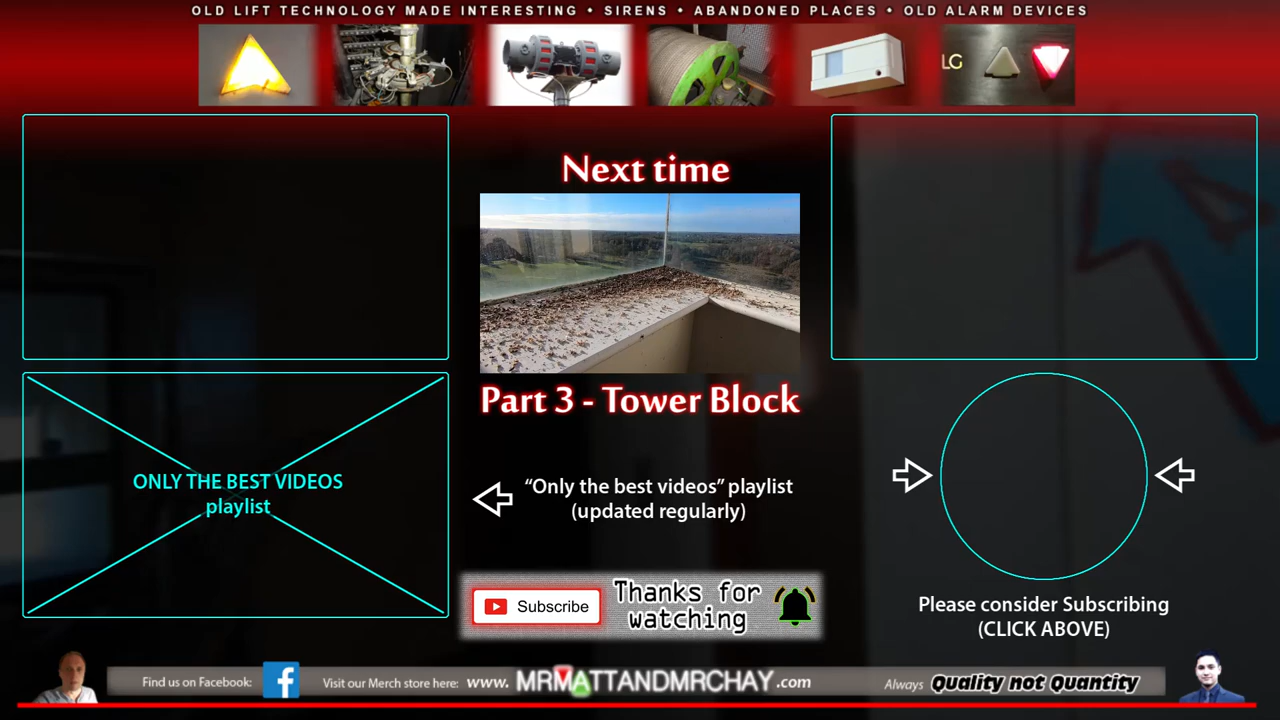 OLD LIFT TECHNOLOGY MADE INTERESTING • SIRENS • ABANDONED PLACES • OLD ALARM DEVICES
LG
Next time
Part 3 - Tower Block
ONLY THE BEST VIDEOS
playlist
“Only the best videos” playlist
(updated regularly)
Subscribe
Thanks for
watching
Please consider Subscribing
(CLICK ABOVE)
Find us on Facebook:
f
Visit our Merch store here: www. MRMATTANDMRCHAY.com
Always Quality not Quantity